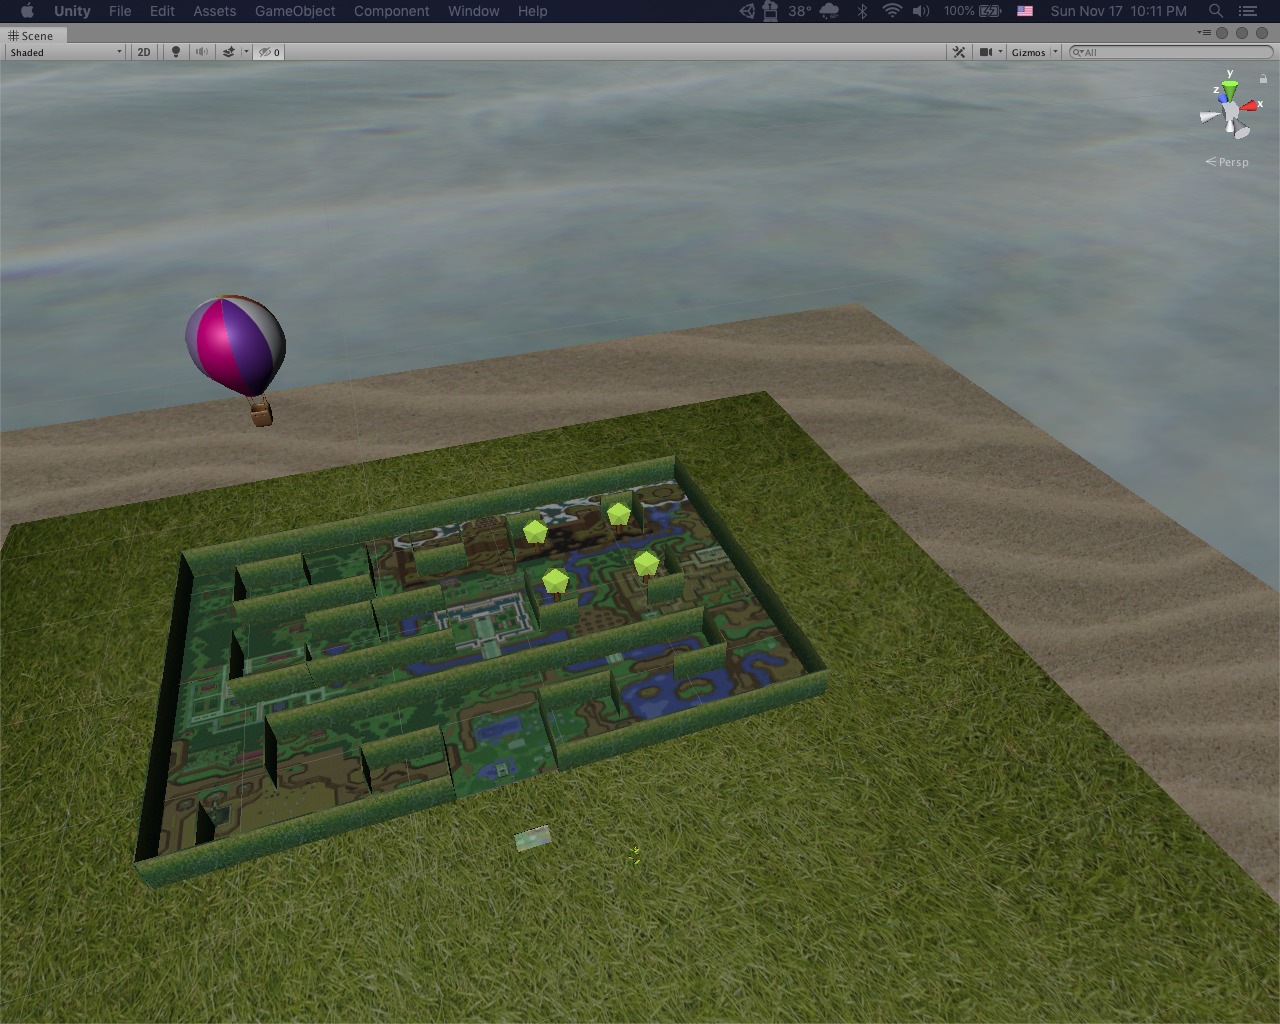 Unity File Edit Assets GameObject Component Window Help 38° 100% Sun Nov 17 10:11 PM
Scene
Shaded 2D 0 Gizmos All
y
z
x
Persp